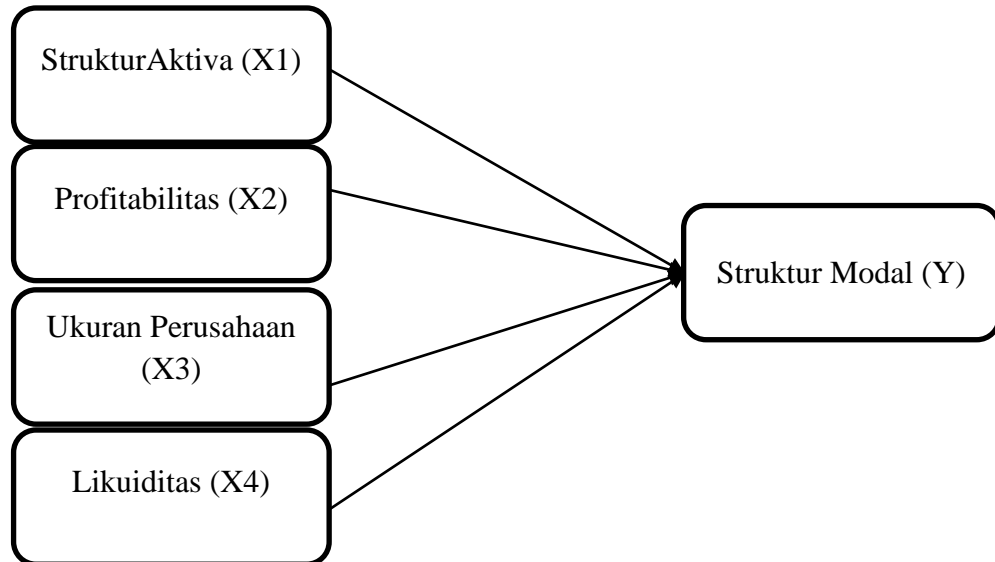 StrukturAktiva (X1)
Profitabilitas (X2)
Ukuran Perusahaan
(X3)
Likuiditas (X4)
Struktur Modal (Y)